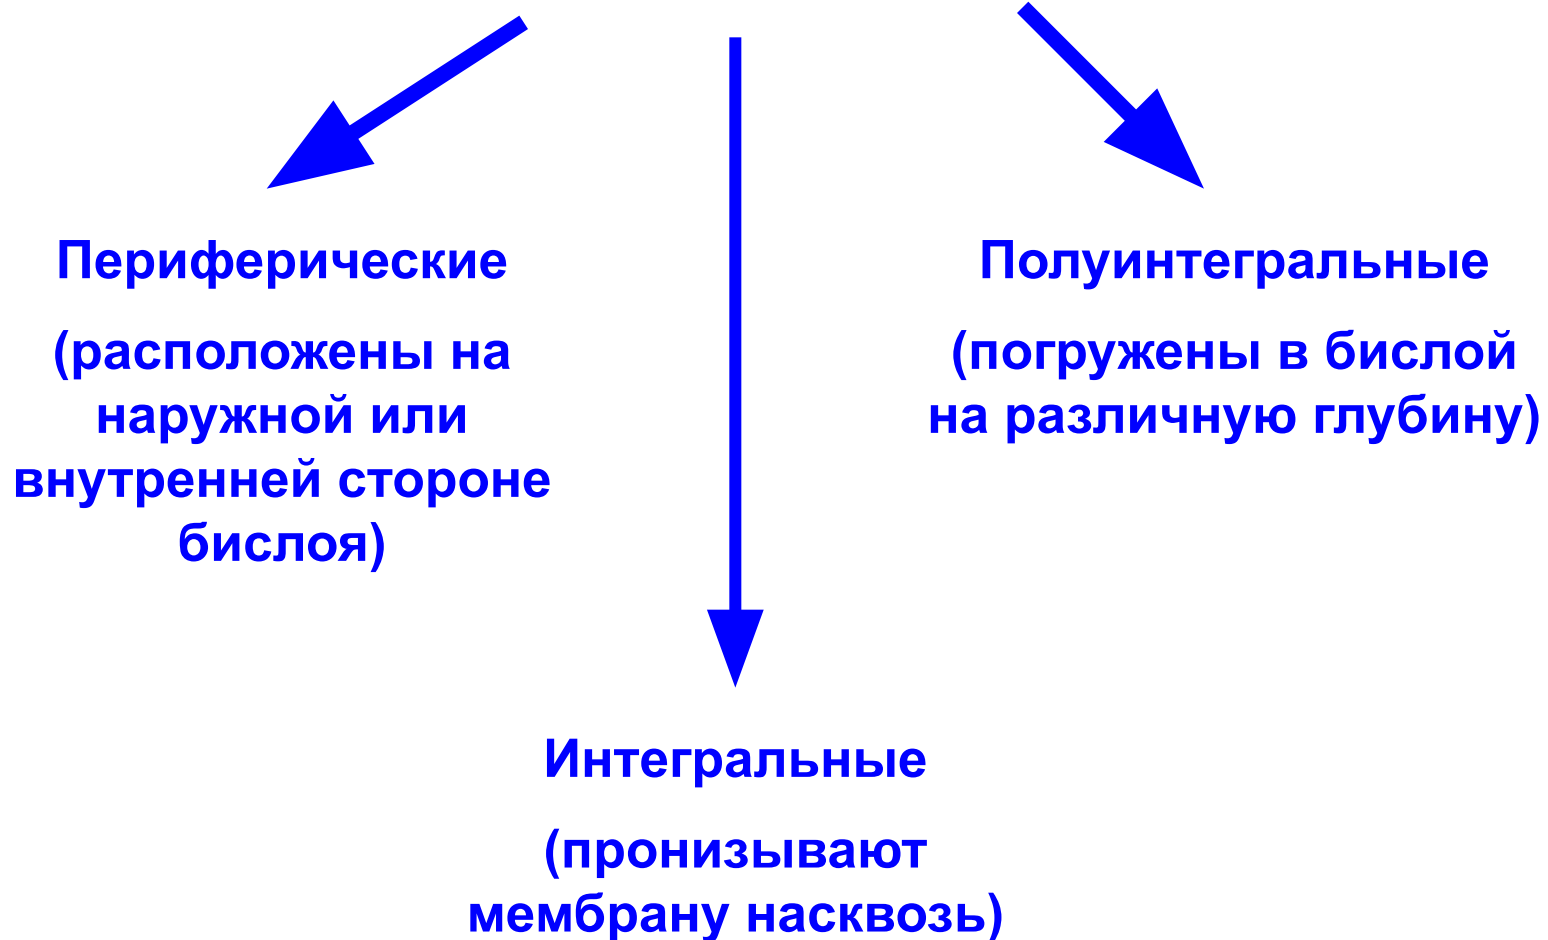 Периферические
(расположены на
наружной или
внутренней стороне
бислоя)
Полуинтегральные
(погружены в бислой
на различную глубину)
Интегральные
(пронизывают
мембрану насквозь)